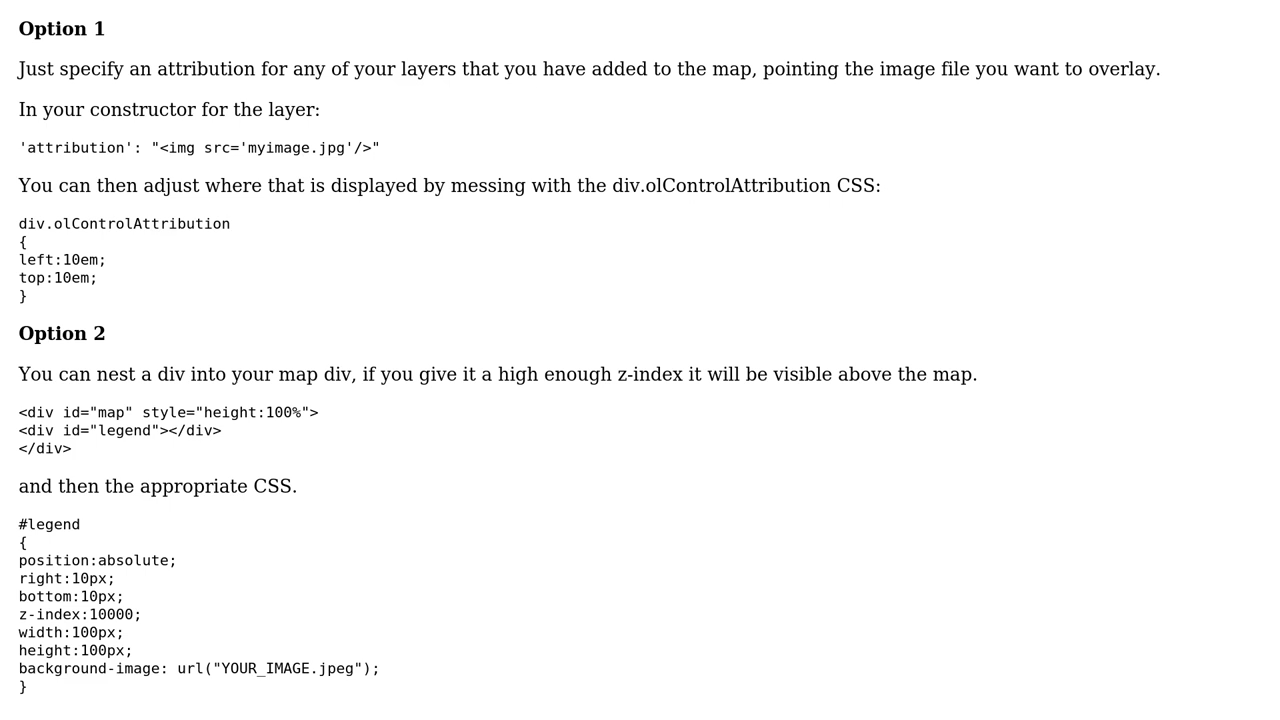 Option 1
Just specify an attribution for any of your layers that you have added to the map, pointing the image file you want to overlay.
In your constructor for the layer:
'attribution': "<img src='myimage.jpg'/>"
You can then adjust where that is displayed by messing with the div.olControlAttribution CSS:
div.olControlAttribution
{
left:10em;
top:10em;
}
Option 2
You can nest a div into your map div, if you give it a high enough z-index it will be visible above the map.
<div id="map" style="height:100%">
<div id="legend"></div>
</div>
and then the appropriate CSS.
#legend
{
position:absolute;
right:10px;
bottom:10px;
z-index:10000;
width:100px;
height:100px;
background-image: url("YOUR_IMAGE.jpeg");
}